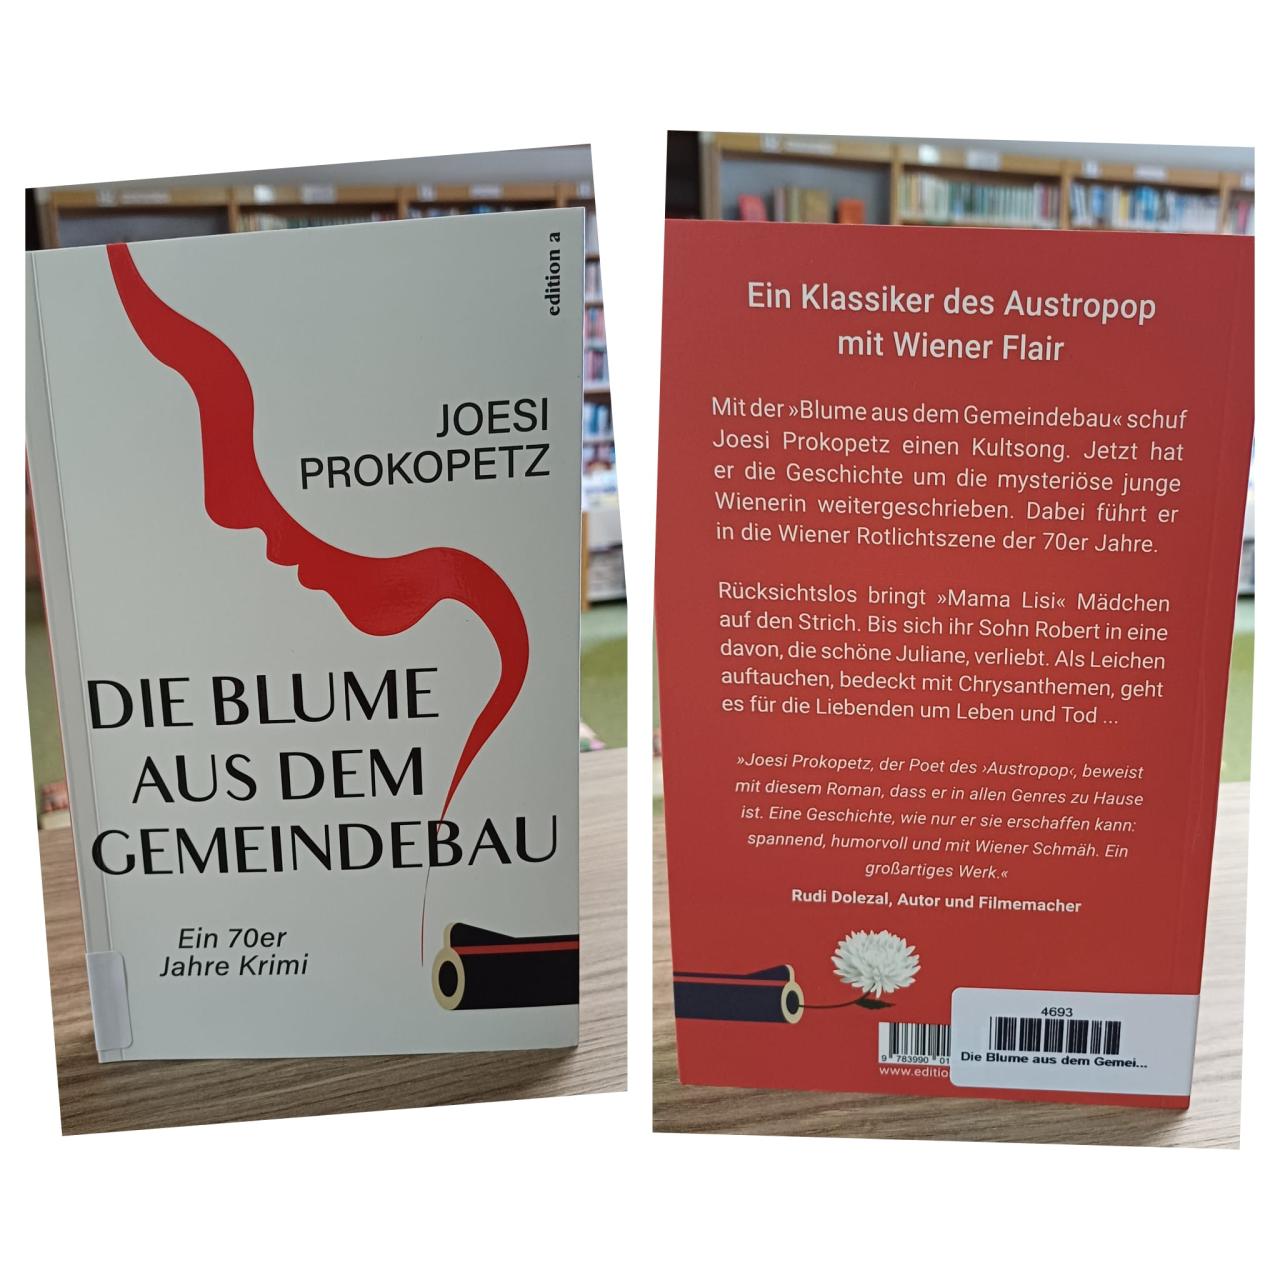 edition a
JOESI
PROKOPETZ
DIE BLUME
AUS DEM
GEMEINDEBAU
Ein 70er
Jahre Krimi
Ein Klassiker des Austropop
mit Wiener Flair
Mit der »Blume aus dem Gemeindebau« schuf
Joesi Prokopetz einen Kultsong. Jetzt hat
er die Geschichte um die mysteriöse junge
Wienerin weitergeschrieben. Dabei führt er
in die Wiener Rotlichtszene der 70er Jahre.
Rücksichtslos bringt »Mama Lisi« Mädchen
auf den Strich. Bis sich ihr Sohn Robert in eine
davon, die schöne Juliane, verliebt. Als Leichen
auftauchen, bedeckt mit Chrysanthemen, geht
es für die Liebenden um Leben und Tod ...
»Joesi Prokopetz, der Poet des ›Austropop‹, beweist
mit diesem Roman, dass er in allen Genres zu Hause
ist. Eine Geschichte, wie nur er sie erschaffen kann:
spannend, humorvoll und mit Wiener Schmäh. Ein
großartiges Werk.«
Rudi Dolezal, Autor und Filmemacher
4693
Die Blume aus dem Gemei...
9 783990 01
www.edition